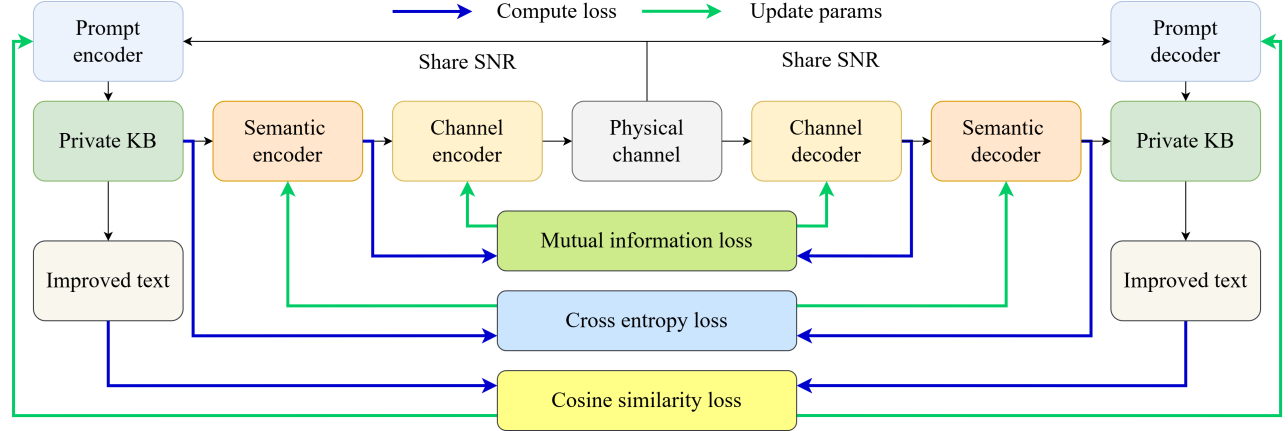 Compute loss
Update params
Prompt
encoder
Prompt
decoder
Share SNR
Share SNR
Private KB
Semantic
encoder
Channel
encoder
Physical
channel
Channel
decoder
Semantic
decoder
Private KB
Mutual information loss
Improved text
Improved text
Cross entropy loss
Cosine similarity loss